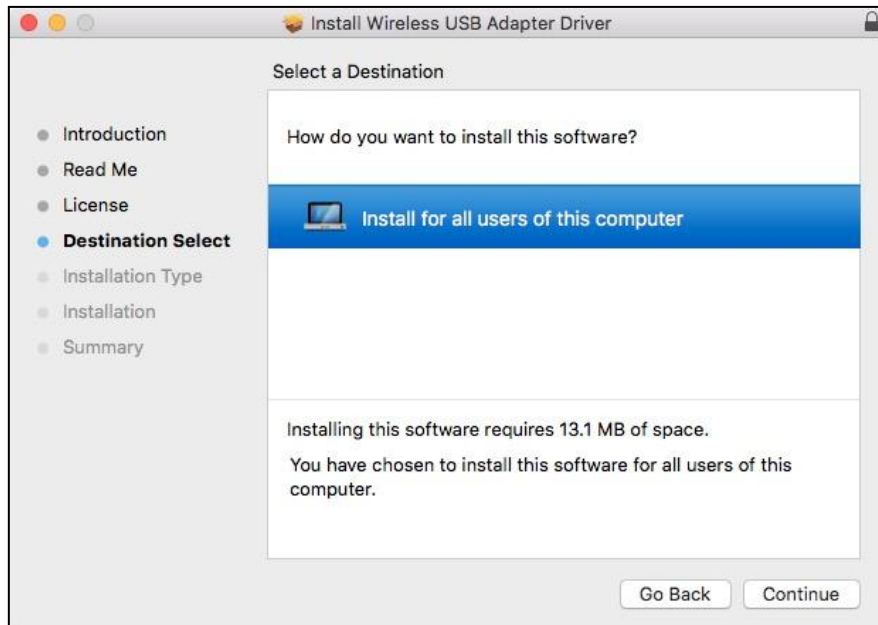 Install Wireless USB Adapter Driver
Select a Destination
Introduction
Read Me
License
Destination Select
Installation Type
Installation
Summary
How do you want to install this software?
Install for all users of this computer
Installing this software requires 13.1 MB of space.
You have chosen to install this software for all users of this
computer.
Go Back
Continue